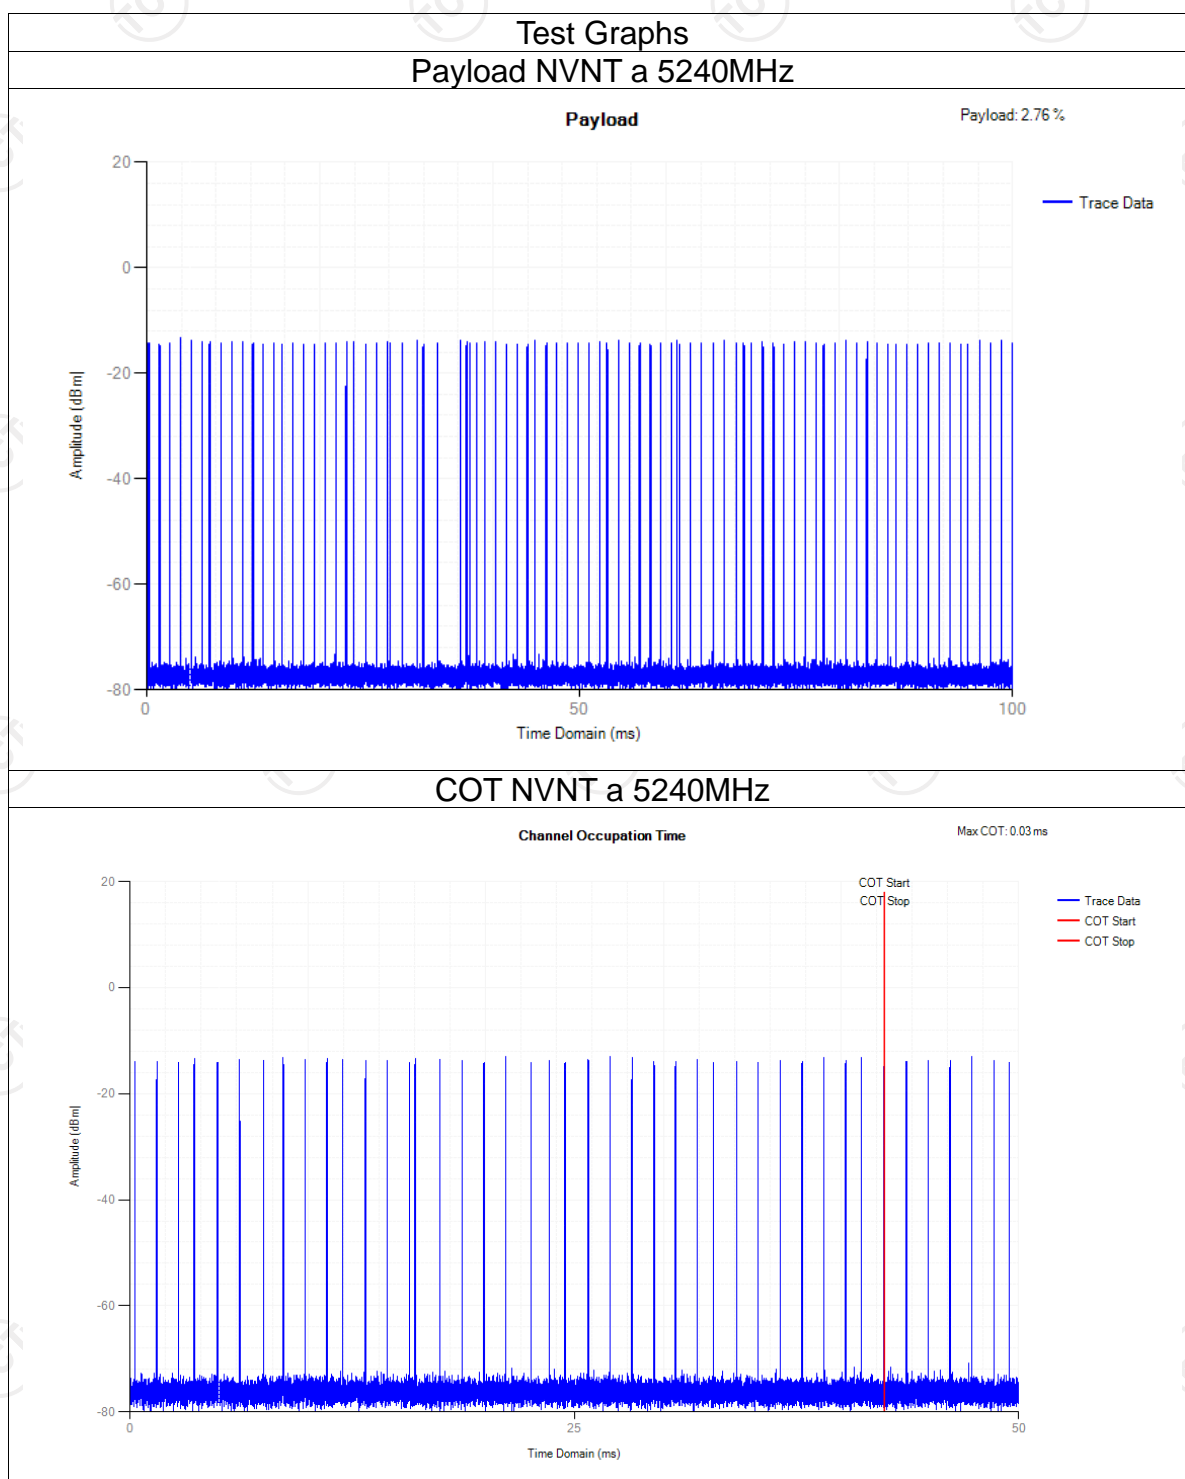 Test Graphs
Payload NVNT a 5240MHz
Payload
Payload: 2.76 %
20
0
-20
-40
-60
-80
Amplitude (dBm)
Trace Data
0
50
100
Time Domain (ms)
COT NVNT a 5240MHz
Channel Occupation Time
Max COT: 0.03 ms
COT Start
COT Stop
20
0
-20
-40
-60
-80
Amplitude (dBm)
Trace Data
COT Start
COT Stop
0
25
50
Time Domain (ms)